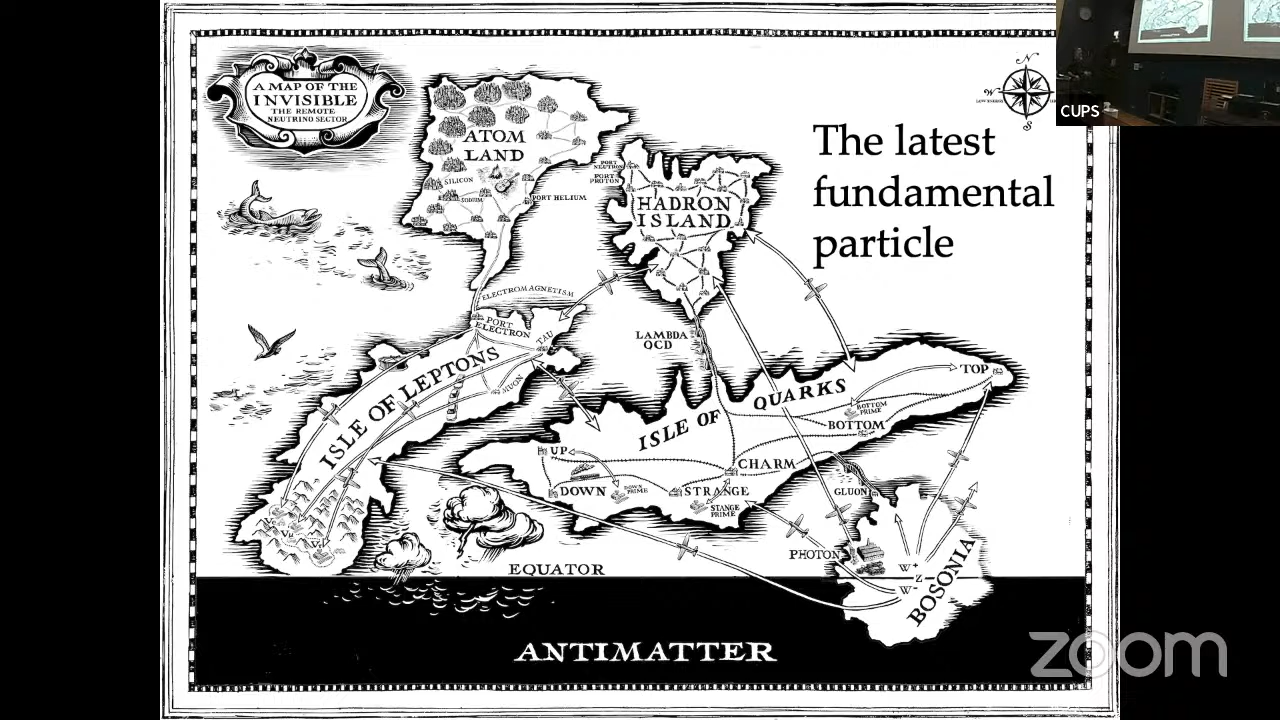 A MAP OF THE
INVISIBLE
THE REMOTE
NEUTRINO SECTOR
N
W
S
CUPS
The latest
fundamental
particle
ATOM
LAND
SILICON
SODIUM
PORT HELIUM
PORT
NEUTRON
PORT
PROTON
HADRON
ISLAND
ELECTROMAGNETISM
PORT
ELECTRON
TAU
MUON
ISLE OF LEPTONS
LAMBDA
QCD
ISLE OF QUARKS
TOP
BOTTOM
PRIME
BOTTOM
UP
CHARM
DOWN
DOWN
PRIME
STRANGE
STANGE
PRIME
GLUON
PHOTON
W+
Z
W-
BOSONIA
EQUATOR
ANTIMATTER
zoom